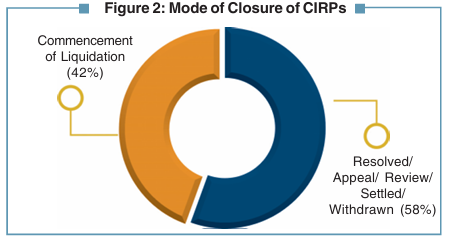 Figure 2: Mode of Closure of CIRPs
Commencement
of Liquidation
(42%)
Resolved/
Appeal/ Review/
Settled/
Withdrawn (58%)